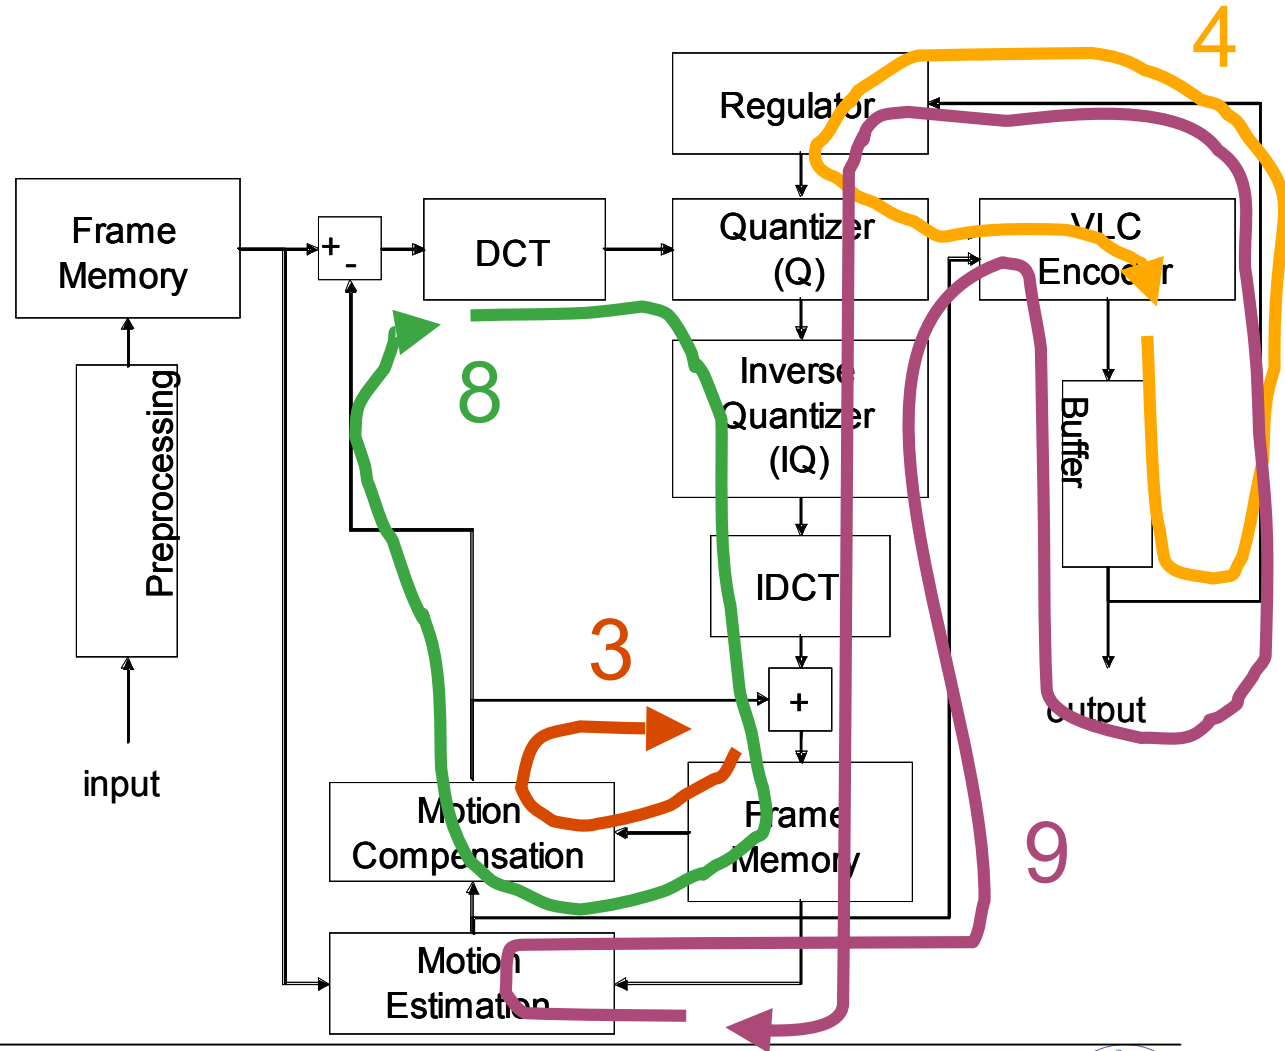 4
Regulator
Frame
Memory
+
-
DCT
Quantizer
(Q)
VLC
Encoder
Preprocessing
8
Inverse
Quantizer
(IQ)
Buffer
IDCT
3
+
output
input
Motion
Compensation
Frame
Memory
9
Motion
Estimation